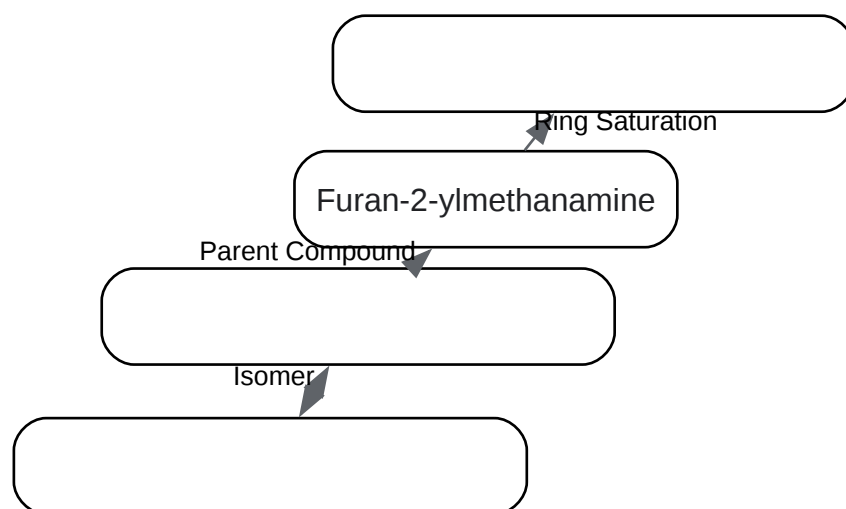 Ring Saturation
Furan-2-ylmethanamine
Parent Compound
Isomer